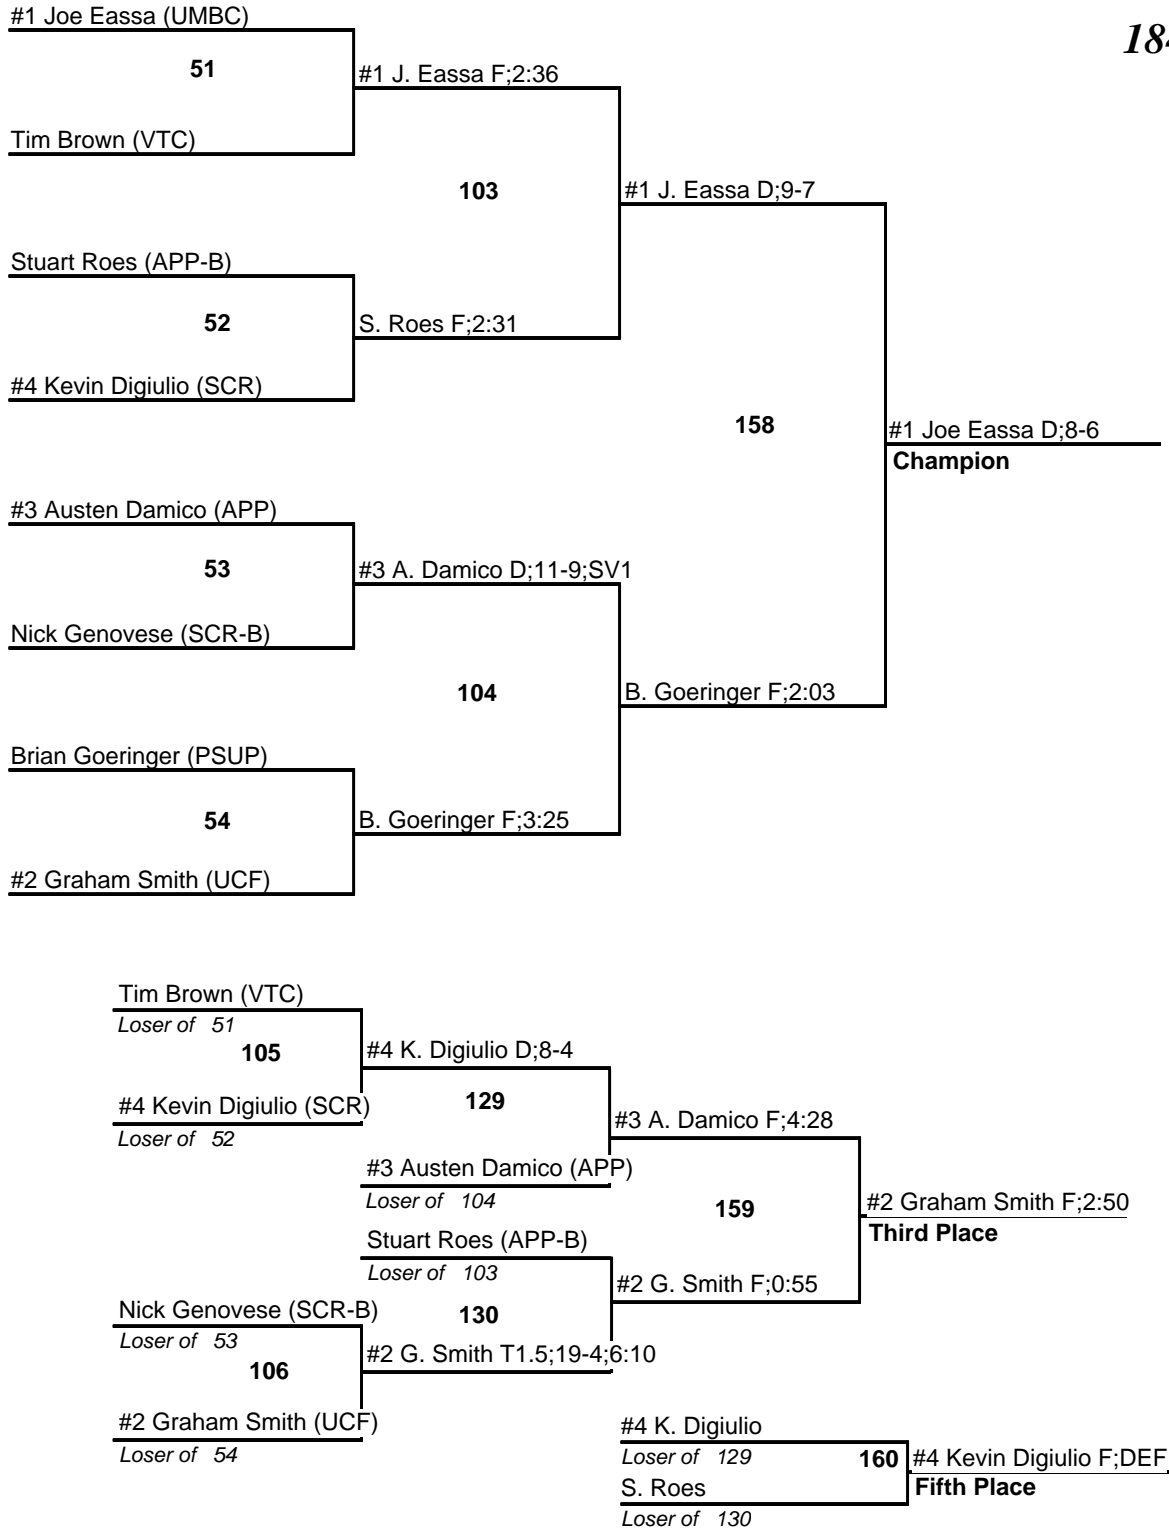 #1 Joe Eassa (UMBC)
184
51
#1 J. Eassa F;2:36
Tim Brown (VTC)
103
#1 J. Eassa D;9-7
Stuart Roes (APP-B)
52
S. Roes F;2:31
#4 Kevin Digiulio (SCR)
158
#1 Joe Eassa D;8-6
Champion
#3 Austen Damico (APP)
53
#3 A. Damico D;11-9;SV1
Nick Genovese (SCR-B)
104
B. Goeringer F;2:03
Brian Goeringer (PSUP)
54
B. Goeringer F;3:25
#2 Graham Smith (UCF)
Tim Brown (VTC)
Loser of 51
105
#4 K. Digiulio D;8-4
#4 Kevin Digiulio (SCR)
129
Loser of 52
#3 A. Damico F;4:28
#3 Austen Damico (APP)
Loser of 104
159
#2 Graham Smith F;2:50
Third Place
Stuart Roes (APP-B)
Loser of 103
#2 G. Smith F;0:55
Nick Genovese (SCR-B)
130
Loser of 53
106
#2 G. Smith T1.5;19-4;6:10
#2 Graham Smith (UCF)
Loser of 54
#4 K. Digiulio
Loser of 129
160
#4 Kevin Digiulio F;DEF
Fifth Place
S. Roes
Loser of 130